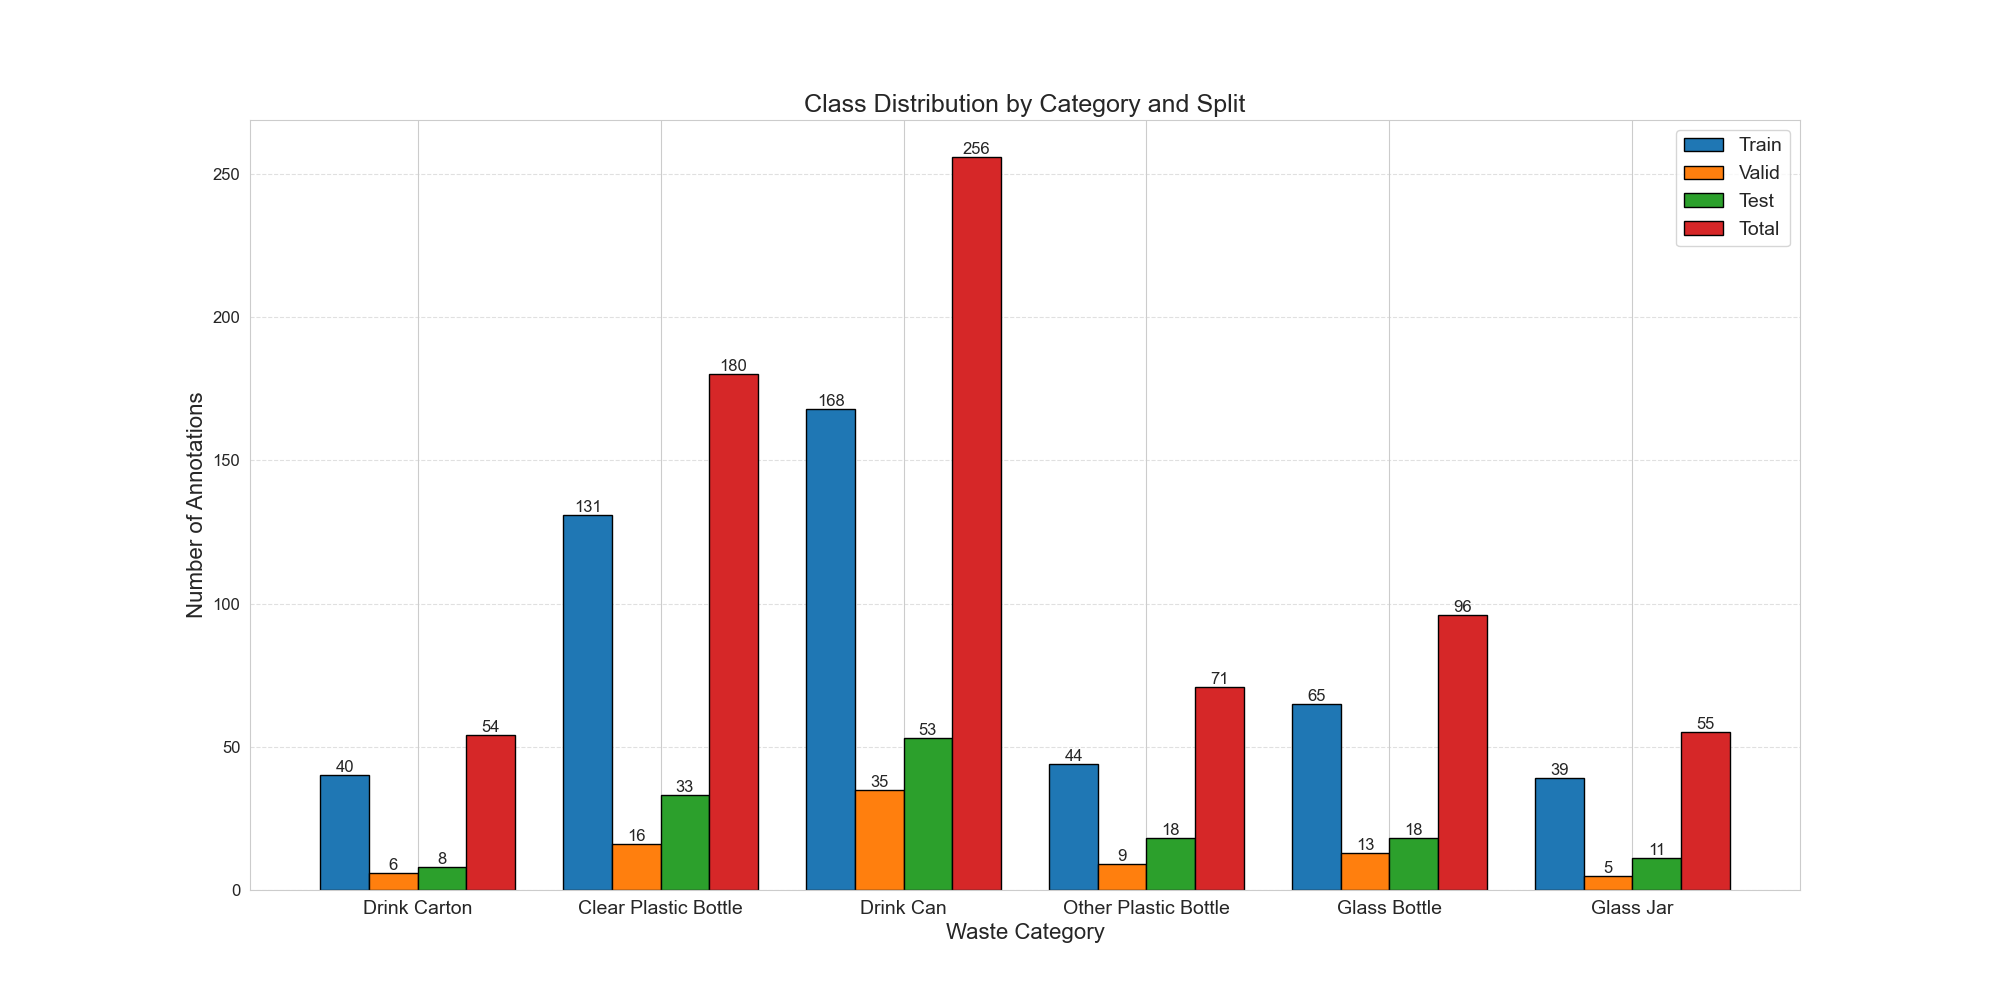 Class Distribution by Category and Split
Train
Valid
Test
Total
Number of Annotations
250
200
150
100
50
0
40
6
8
54
131
16
33
180
168
35
53
256
44
9
18
71
65
13
18
96
39
5
11
55
Drink Carton
Clear Plastic Bottle
Drink Can
Other Plastic Bottle
Glass Bottle
Glass Jar
Waste Category